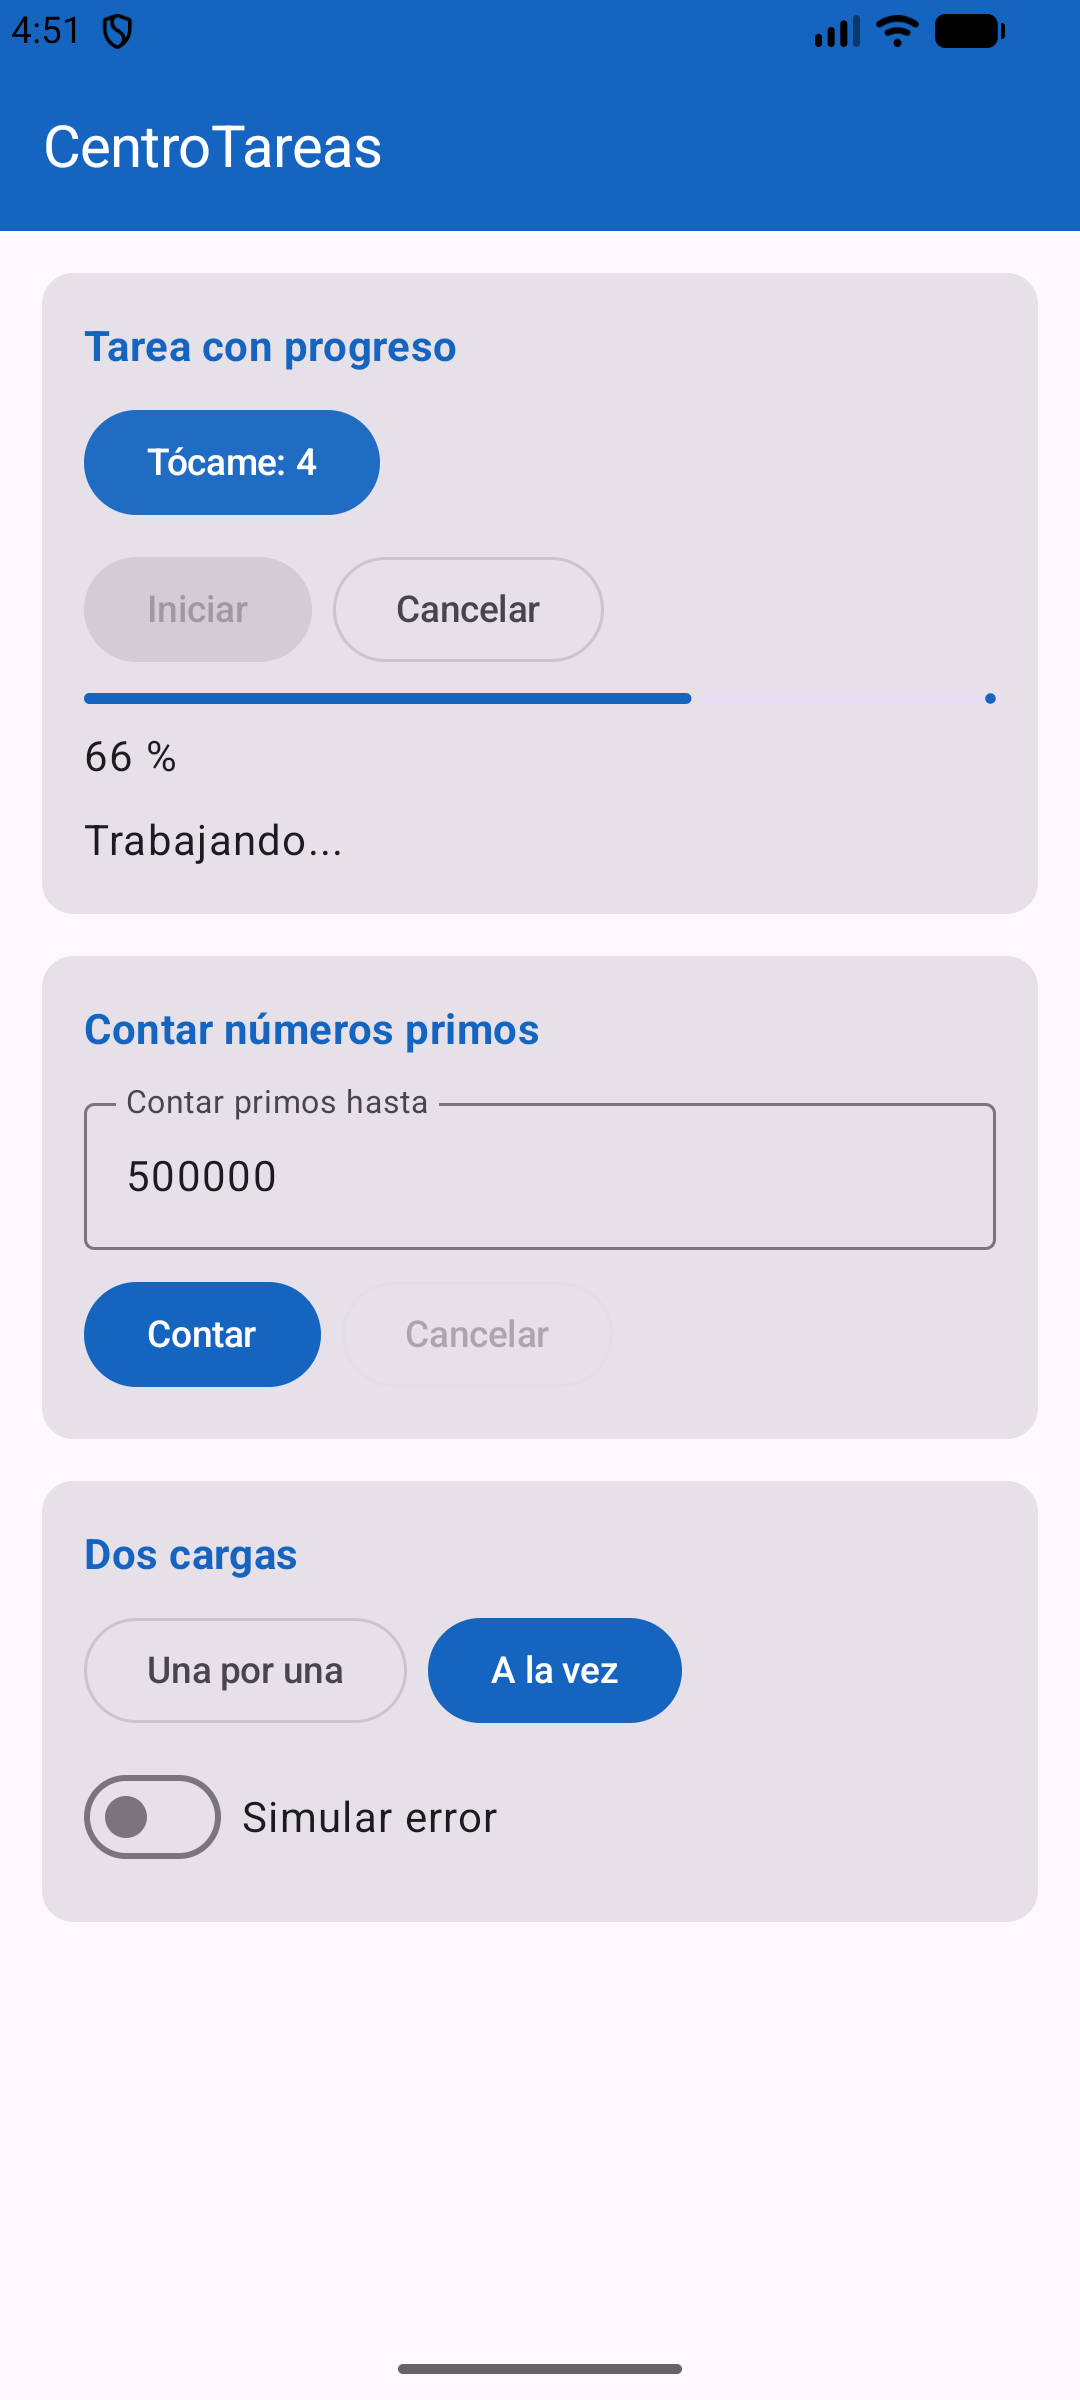 4:51
CentroTareas
Tarea con progreso
Tócame: 4
Iniciar
Cancelar
66 %
Trabajando...
Contar números primos
Contar primos hasta
500000
Contar
Cancelar
Dos cargas
Una por una
A la vez
Simular error